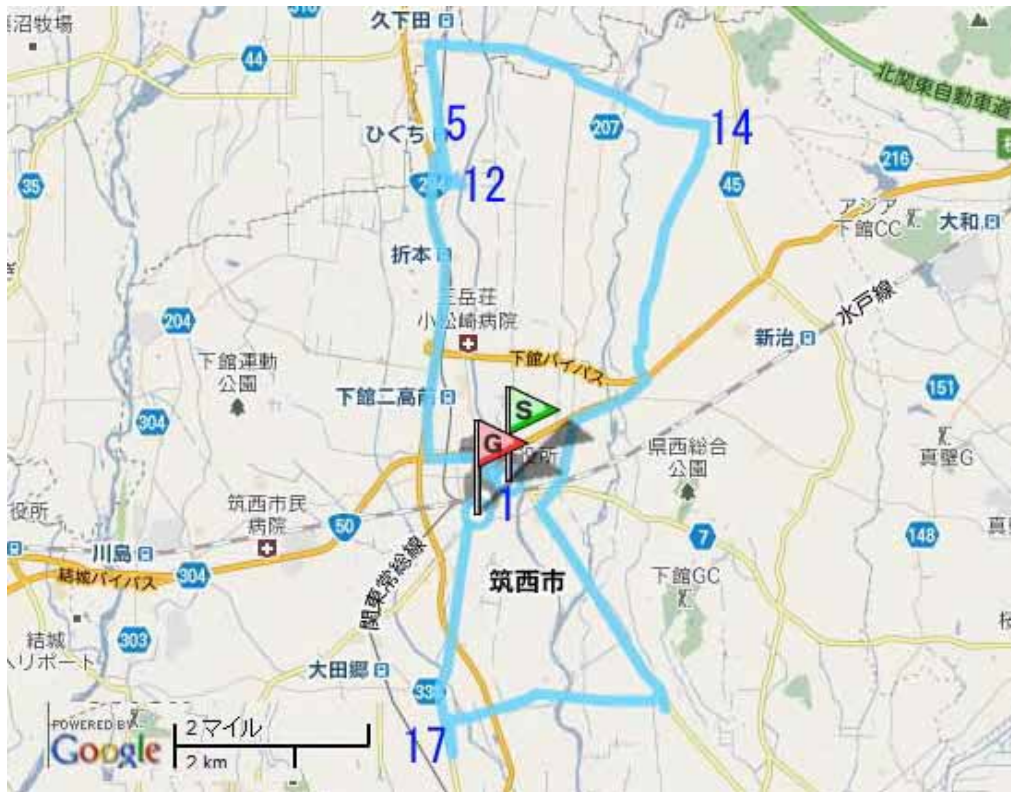 栗沼牧場
久下田
310
44
北関東自動車道
5
ひぐち
14
207
35
294
12
216
45
アジア
下館CC
大和
折本
三岳荘
小松崎病院
水戸線
204
下館運動
公園
新治
下館バイパス
下館二高前
151
304
S
G
役所
県西総合
公園
真壁G
筑西市民
病院
役所
1
50
7
148
川島
結城バイパス
304
筑西市
下館GC
関東常総線
303
結城
ヘリポート
大田郷
17
POWERED BY
Google
2 マイル
2 km